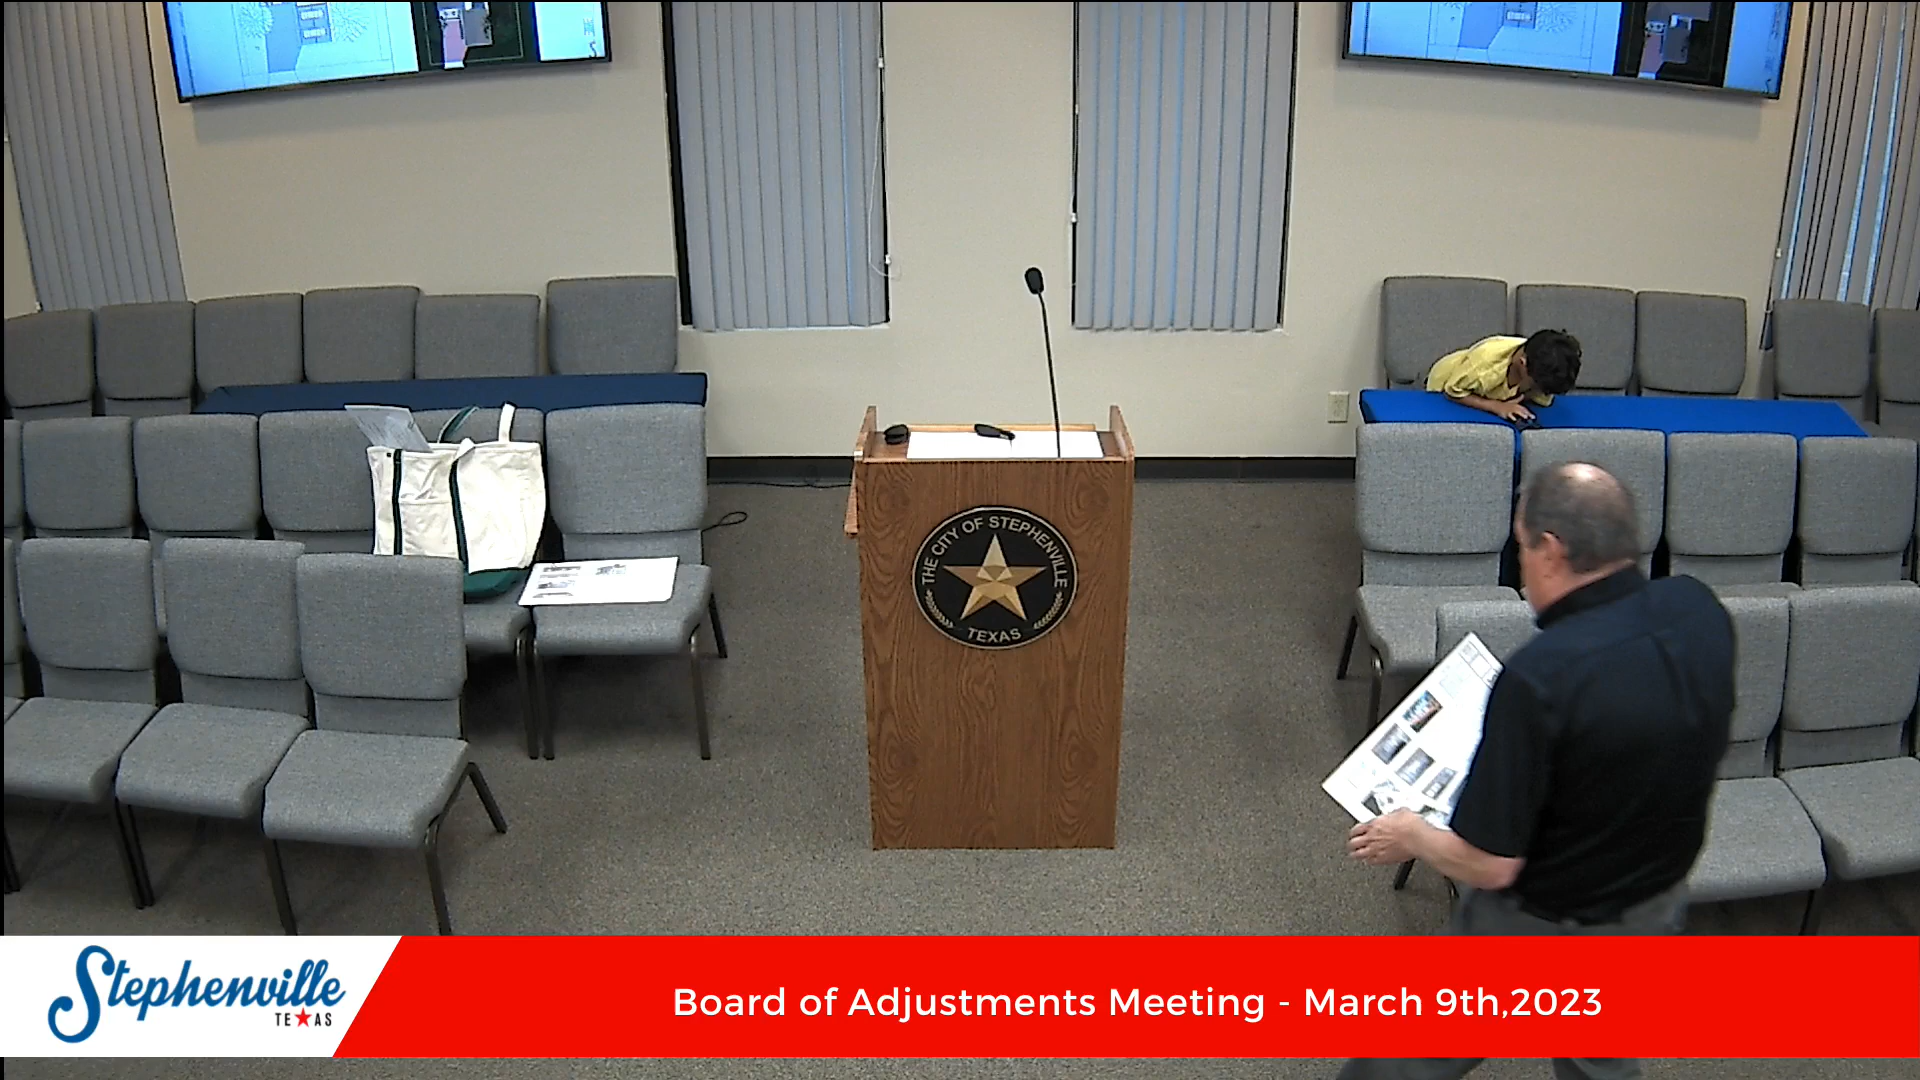 THE CITY OF STEPHENVILLE
TEXAS
Stephenville
TEXAS
Board of Adjustments Meeting - March 9th,2023